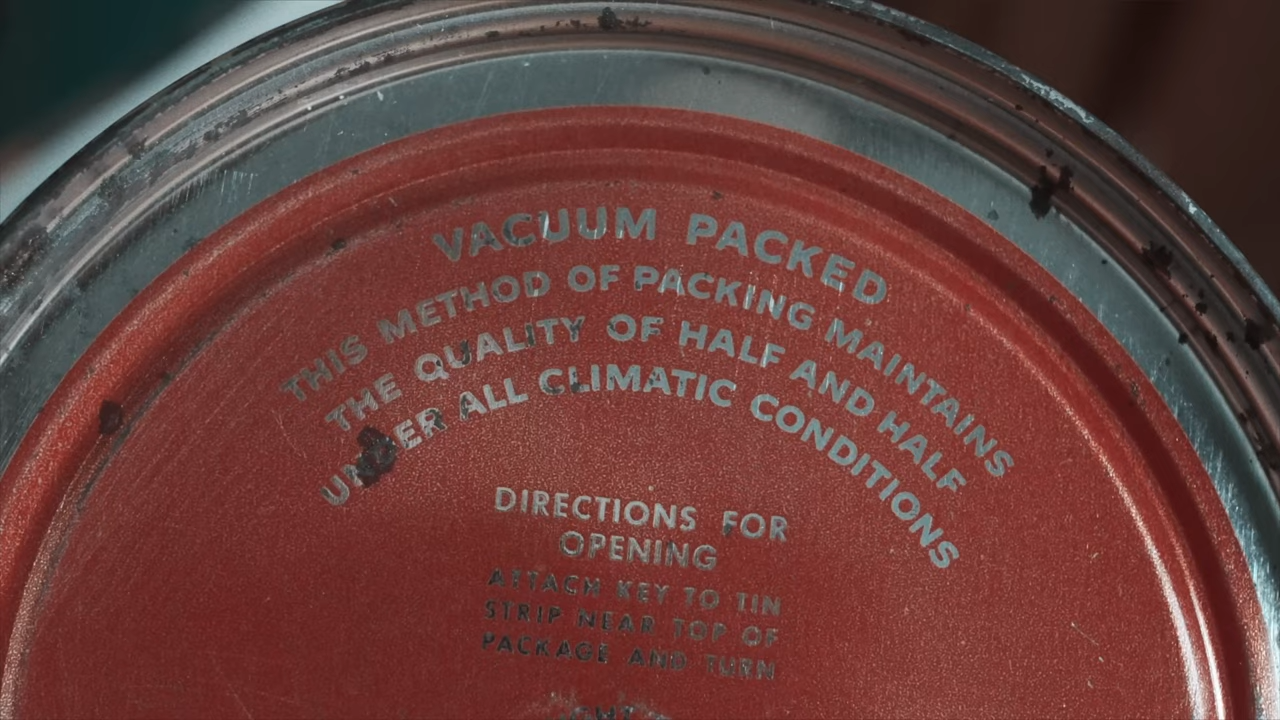 VACUUM PACKED
THIS METHOD OF PACKING MAINTAINS
THE QUALITY OF HALF AND HALF
UNDER ALL CLIMATIC CONDITIONS
DIRECTIONS FOR
OPENING
ATTACH KEY TO TIN
STRIP NEAR TOP OF
PACKAGE AND TURN